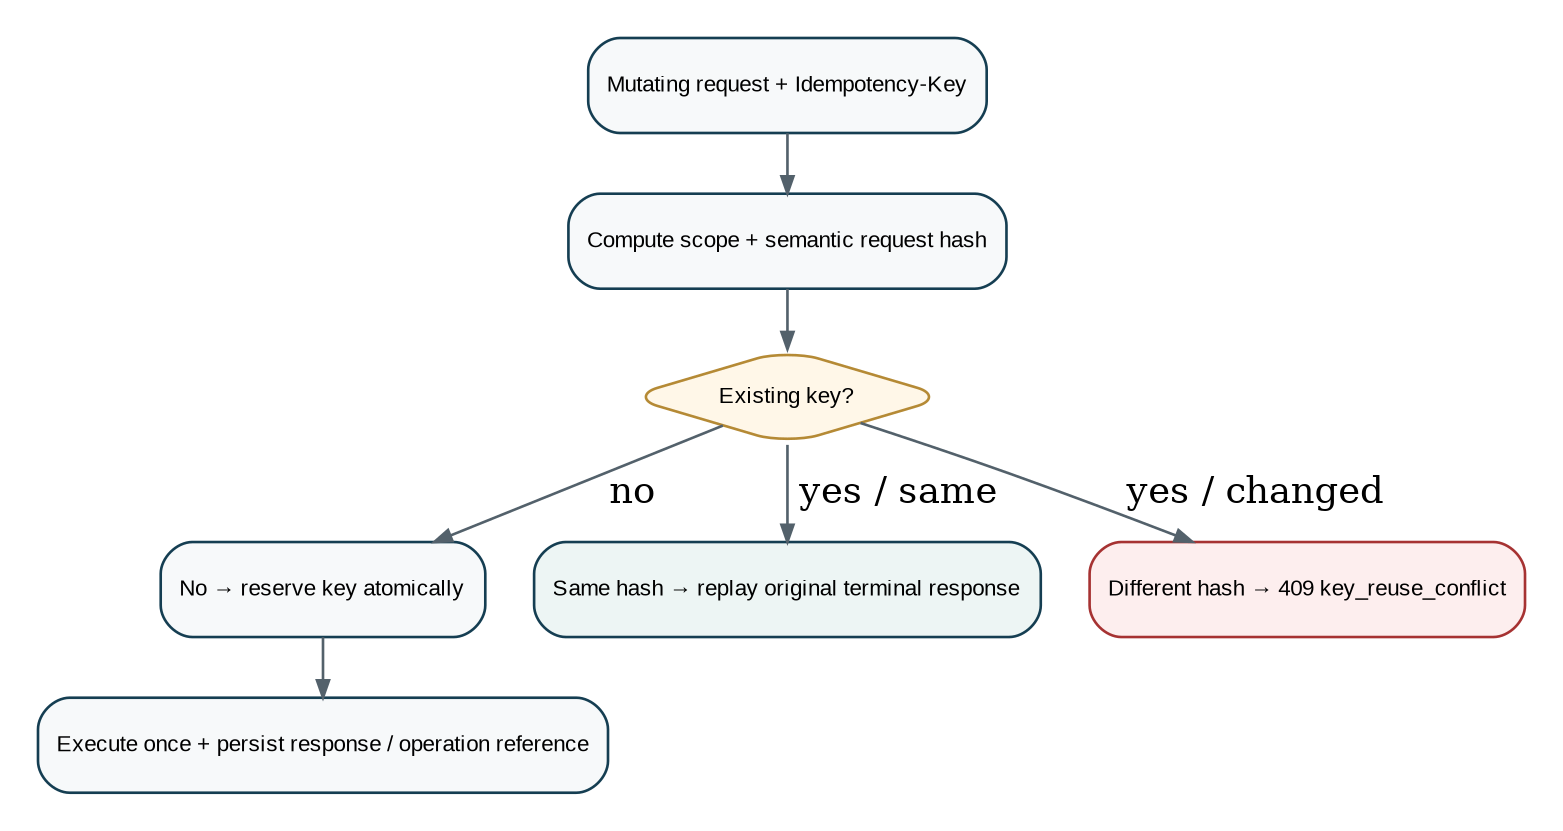 Mutating request + Idempotency-Key
Compute scope + semantic request hash
Existing key?
no
yes / same
yes / changed
No → reserve key atomically
Same hash → replay original terminal response
Different hash → 409 key_reuse_conflict
Execute once + persist response / operation reference